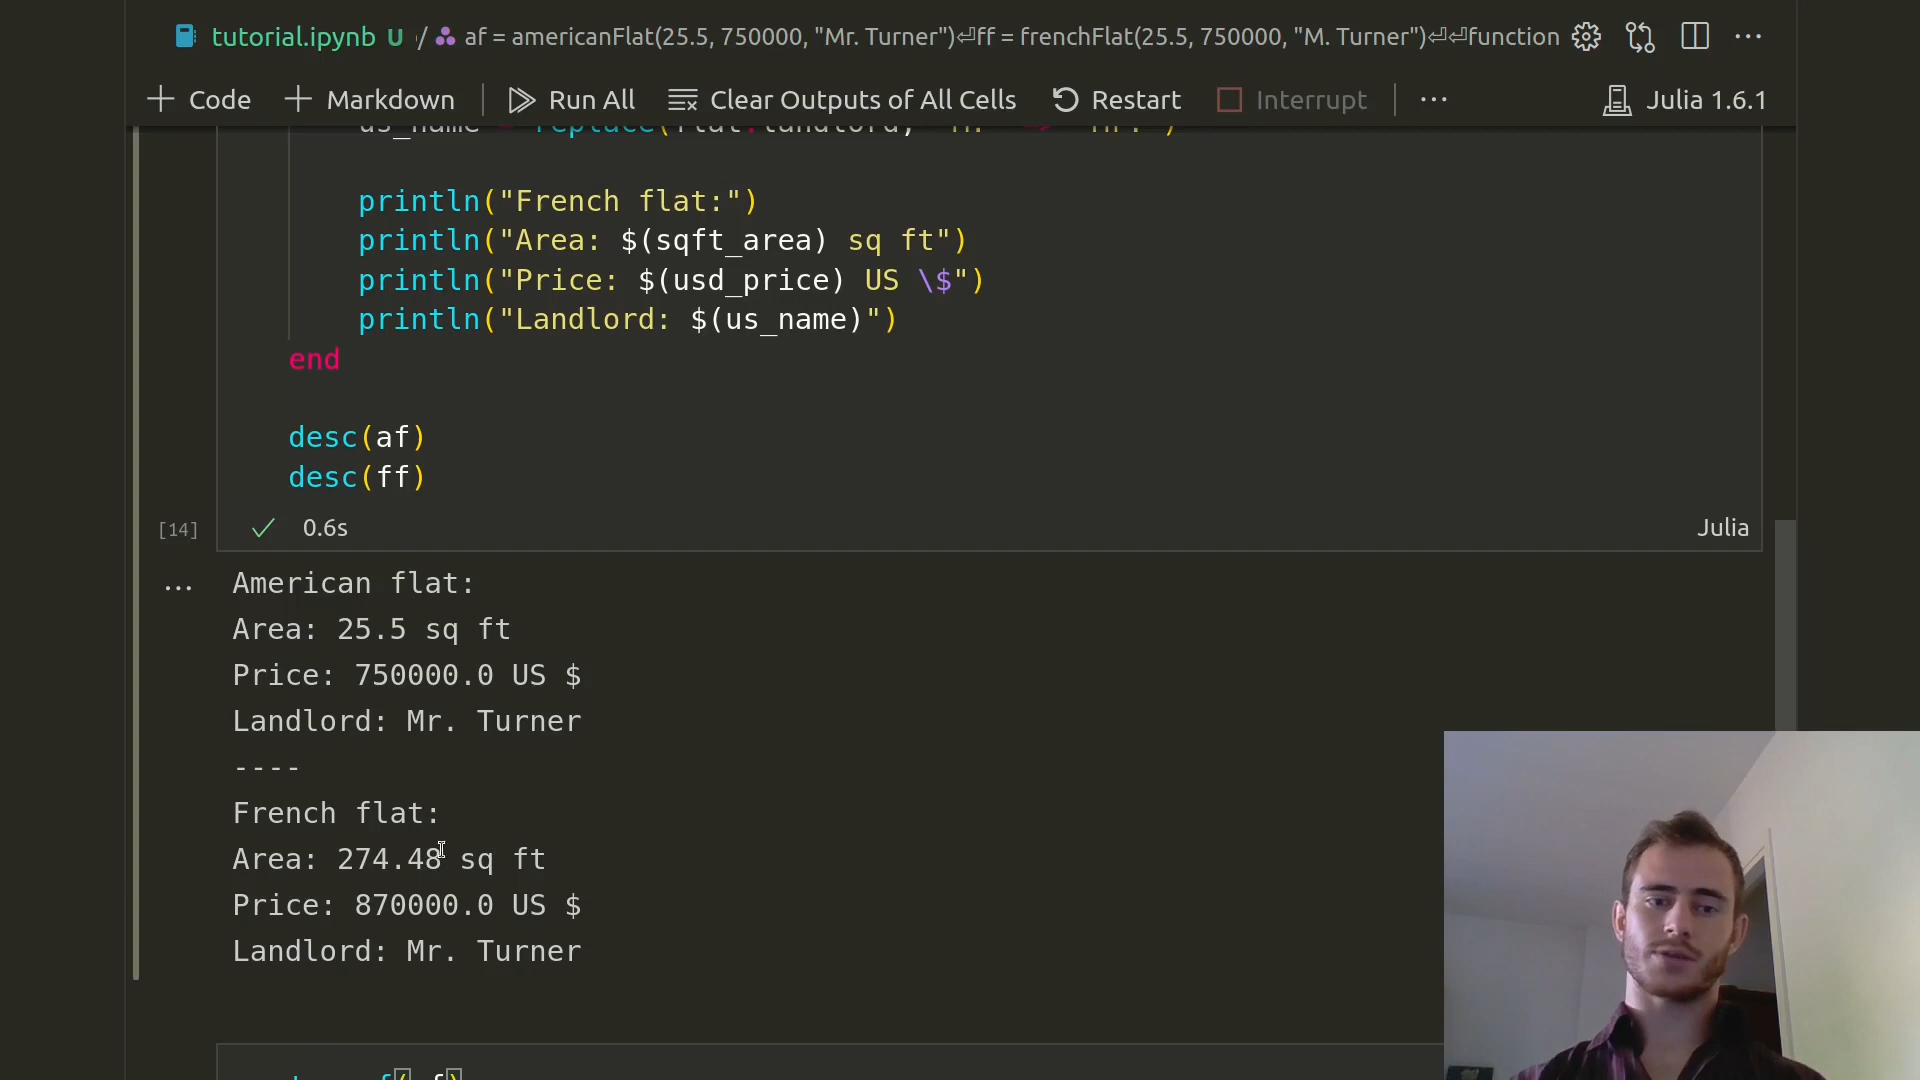 tutorial.ipynb U / af = americanFlat(25.5, 750000, "Mr. Turner")⏎ff = frenchFlat(25.5, 750000, "M. Turner")⏎⏎function
Code Markdown Run All Clear Outputs of All Cells Restart Interrupt ... Julia 1.6.1
us_name = replace(flat.landlord, "M." => "Mr.")
println("French flat:")
println("Area: $(sqft_area) sq ft")
println("Price: $(usd_price) US \$")
println("Landlord: $(us_name)")
end
desc(af)
desc(ff)
[14] 0.6s Julia
American flat:
Area: 25.5 sq ft
Price: 750000.0 US $
Landlord: Mr. Turner
----
French flat:
Area: 274.48 sq ft
Price: 870000.0 US $
Landlord: Mr. Turner